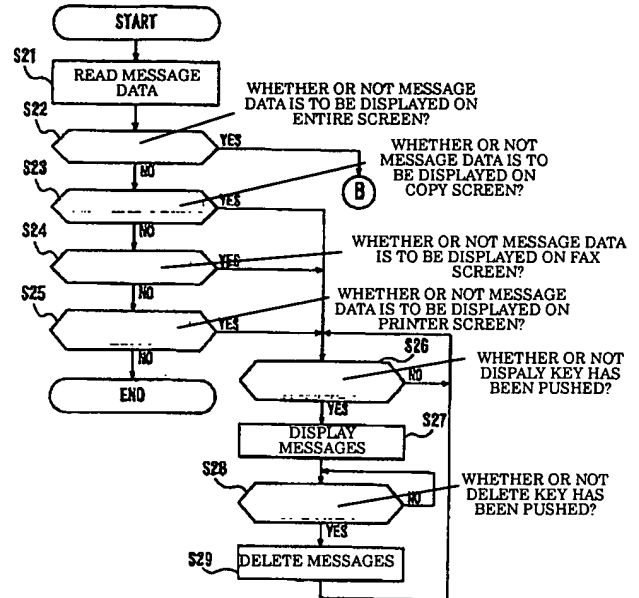 START
S21
READ MESSAGE
DATA
WHETHER OR NOT MESSAGE
DATA IS TO BE DISPLAYED ON
ENTIRE SCREEN?
S22
YES
NO
B
WHETHER OR NOT
MESSAGE DATA IS TO
BE DISPLAYED ON
COPY SCREEN?
S23
YES
NO
S24
WHETHER OR NOT MESSAGE DATA
IS TO BE DISPLAYED ON FAX
SCREEN?
YES
NO
S25
WHETHER OR NOT MESSAGE
DATA IS TO BE DISPLAYED ON
PRINTER SCREEN?
YES
NO
END
S26
WHETHER OR NOT
DISPALY KEY HAS
BEEN PUSHED?
NO
YES
S27
DISPLAY
MESSAGES
S28
WHETHER OR NOT
DELETE KEY HAS
BEEN PUSHED?
NO
YES
S29
DELETE MESSAGES